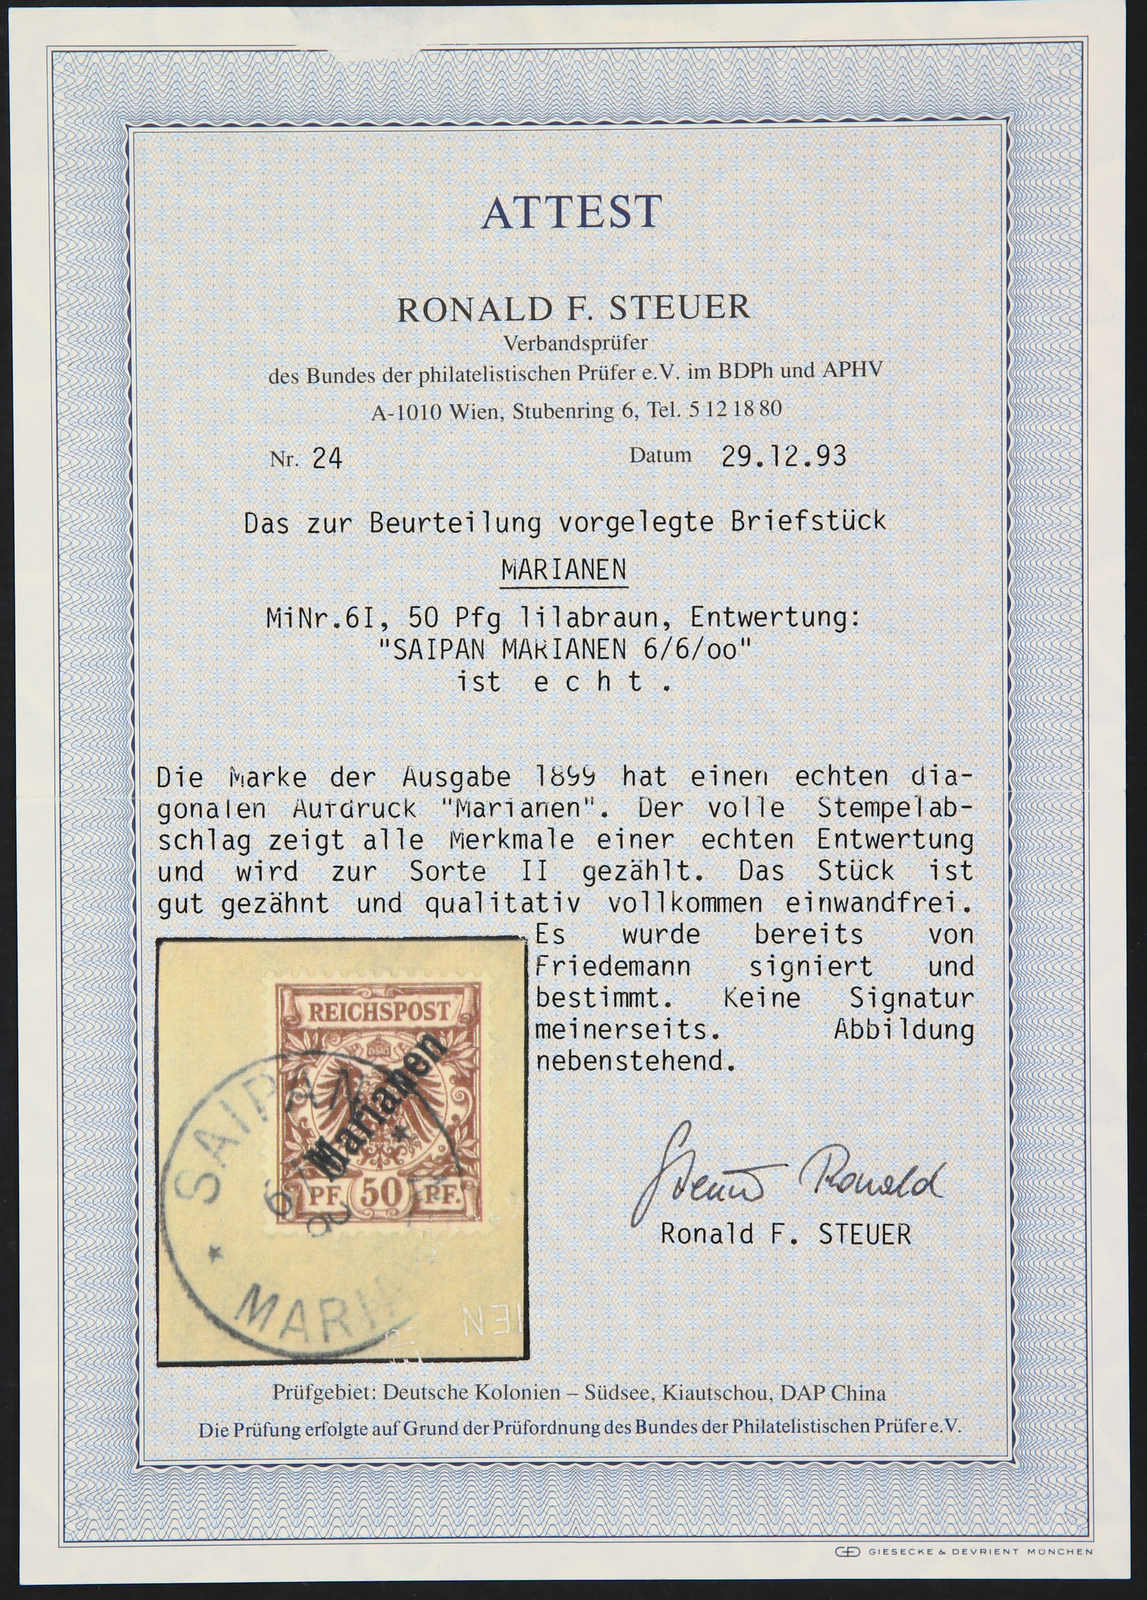 ATTEST
RONALD F. STEUER
Verbandsprüfer
des Bundes der philatelistischen Prüfer e.V. im BDPh und APHV
A-1010 Wien, Stubenring 6, Tel. 5 12 18 80
Nr. 24 Datum 29.12.93
Das zur Beurteilung vorgelegte Briefstück
MARIANEN
MiNr.6I, 50 Pfg lilabraun, Entwertung:
"SAIPAN MARIANEN 6/6/oo"
ist e c h t .
Die Marke der Ausgabe 1899 hat einen echten dia-
gonalen Aufdruck "Marianen". Der volle Stempelab-
schlag zeigt alle Merkmale einer echten Entwertung
und wird zur Sorte II gezählt. Das Stück ist
gut gezähnt und qualitativ vollkommen einwandfrei.
Es wurde bereits von
Friedemann signiert und
bestimmt. Keine Signatur
meinerseits. Abbildung
nebenstehend.
REICHSPOST
Marianen
PF. 50 PF.
SAIPAN
MARIA
Steuer Ronald
Ronald F. STEUER
Prüfgebiet: Deutsche Kolonien – Südsee, Kiautschou, DAP China
Die Prüfung erfolgte auf Grund der Prüfordnung des Bundes der Philatelistischen Prüfer e.V.
GIESECKE & DEVRIENT MÜNCHEN